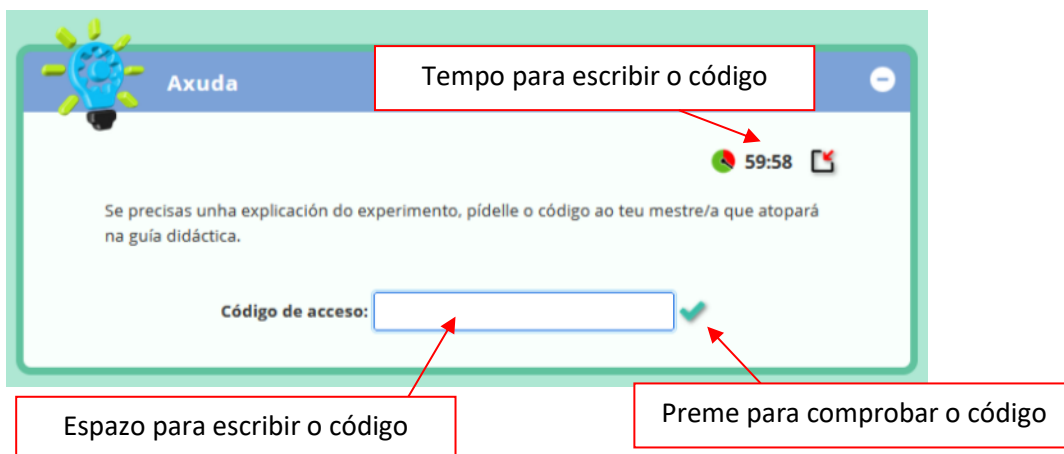 Tempo para escribir o código
Axuda
59:58
Se precisas unha explicación do experimento, pídelle o código ao teu mestre/a que atopará
na guía didáctica.
Código de acceso:
Espazo para escribir o código
Preme para comprobar o código